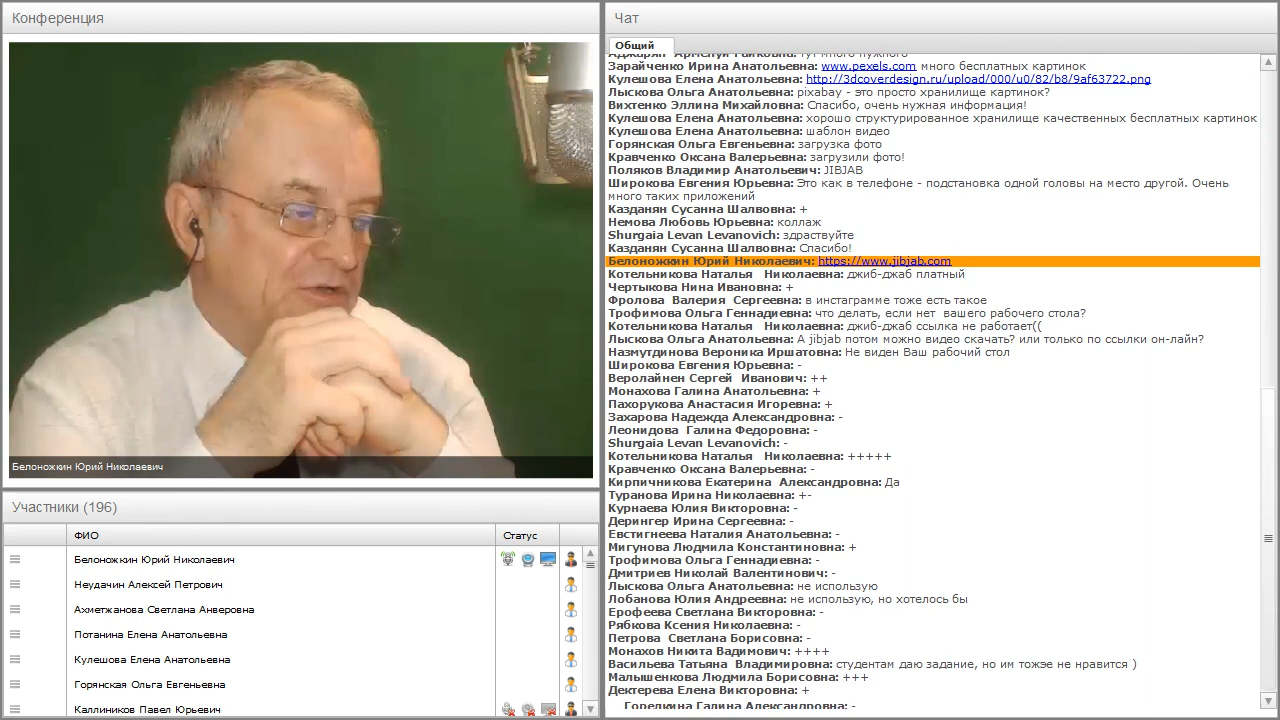 Конференция
Белоножкин Юрий Николаевич
Участники (196)
ФИО
Статус
Белоножкин Юрий Николаевич
Неудачин Алексей Петрович
Ахметжанова Светлана Анверовна
Потанина Елена Анатольевна
Кулешова Елена Анатольевна
Горянская Ольга Евгеньевна
Каллиников Павел Юрьевич
Чат
Общий
Зарайченко Ирина Анатольевна: www.pexels.com много бесплатных картинок
Кулешова Елена Анатольевна: http://3dcoverdesign.ru/upload/000/u0/82/b8/9af63722.png
Лыскова Ольга Анатольевна: pixabay - это просто хранилище картинок?
Вихтенко Эллина Михайловна: Спасибо, очень нужная информация!
Кулешова Елена Анатольевна: хорошо структурированное хранилище качественных бесплатных картинок
Кулешова Елена Анатольевна: шаблон видео
Горянская Ольга Евгеньевна: загрузка фото
Кравченко Оксана Валерьевна: загрузили фото!
Поляков Владимир Анатольевич: JIBJAB
Широкова Евгения Юрьевна: Это как в телефоне - подстановка одной головы на место другой. Очень
много таких приложений
Казданян Сусанна Шалвовна: +
Немова Любовь Юрьевна: коллаж
Shurgaia Levan Levanovich: здраствуйте
Казданян Сусанна Шалвовна: Спасибо!
Белоножкин Юрий Николаевич: https://www.jibjab.com
Котельникова Наталья Николаевна: джиб-джаб платный
Чертыкова Нина Ивановна: +
Фролова Валерия Сергеевна: в инстаграмме тоже есть такое
Трофимова Ольга Геннадиевна: что делать, если нет вашего рабочего стола?
Котельникова Наталья Николаевна: джиб-джаб ссылка не работает((
Лыскова Ольга Анатольевна: А jibjab потом можно видео скачать? или только по ссылки он-лайн?
Назмутдинова Вероника Иршатовна: Не виден Ваш рабочий стол
Широкова Евгения Юрьевна: -
Веролайнен Сергей Иванович: ++
Монахова Галина Анатольевна: +
Пахорукова Анастасия Игоревна: +
Захарова Надежда Александровна: -
Леонидова Галина Федоровна: -
Shurgaia Levan Levanovich: -
Котельникова Наталья Николаевна: +++++
Кравченко Оксана Валерьевна: -
Кирпичникова Екатерина Александровна: Да
Туранова Ирина Николаевна: +-
Курнаева Юлия Викторовна: -
Дерингер Ирина Сергеевна: -
Евстигнеева Наталия Анатольевна: -
Мигунова Людмила Константиновна: +
Трофимова Ольга Геннадиевна: -
Дмитриев Николай Валентинович: -
Лыскова Ольга Анатольевна: не использую
Лобанова Юлия Андреевна: не использую, но хотелось бы
Ерофеева Светлана Викторовна: -
Рябкова Ксения Николаевна: -
Петрова Светлана Борисовна: -
Монахов Никита Вадимович: ++++
Васильева Татьяна Владимировна: студентам даю задание, но им тожэе не нравится )
Малышенкова Людмила Борисовна: +++
Дектерева Елена Викторовна: +
Горелкина Галина Александровна: -